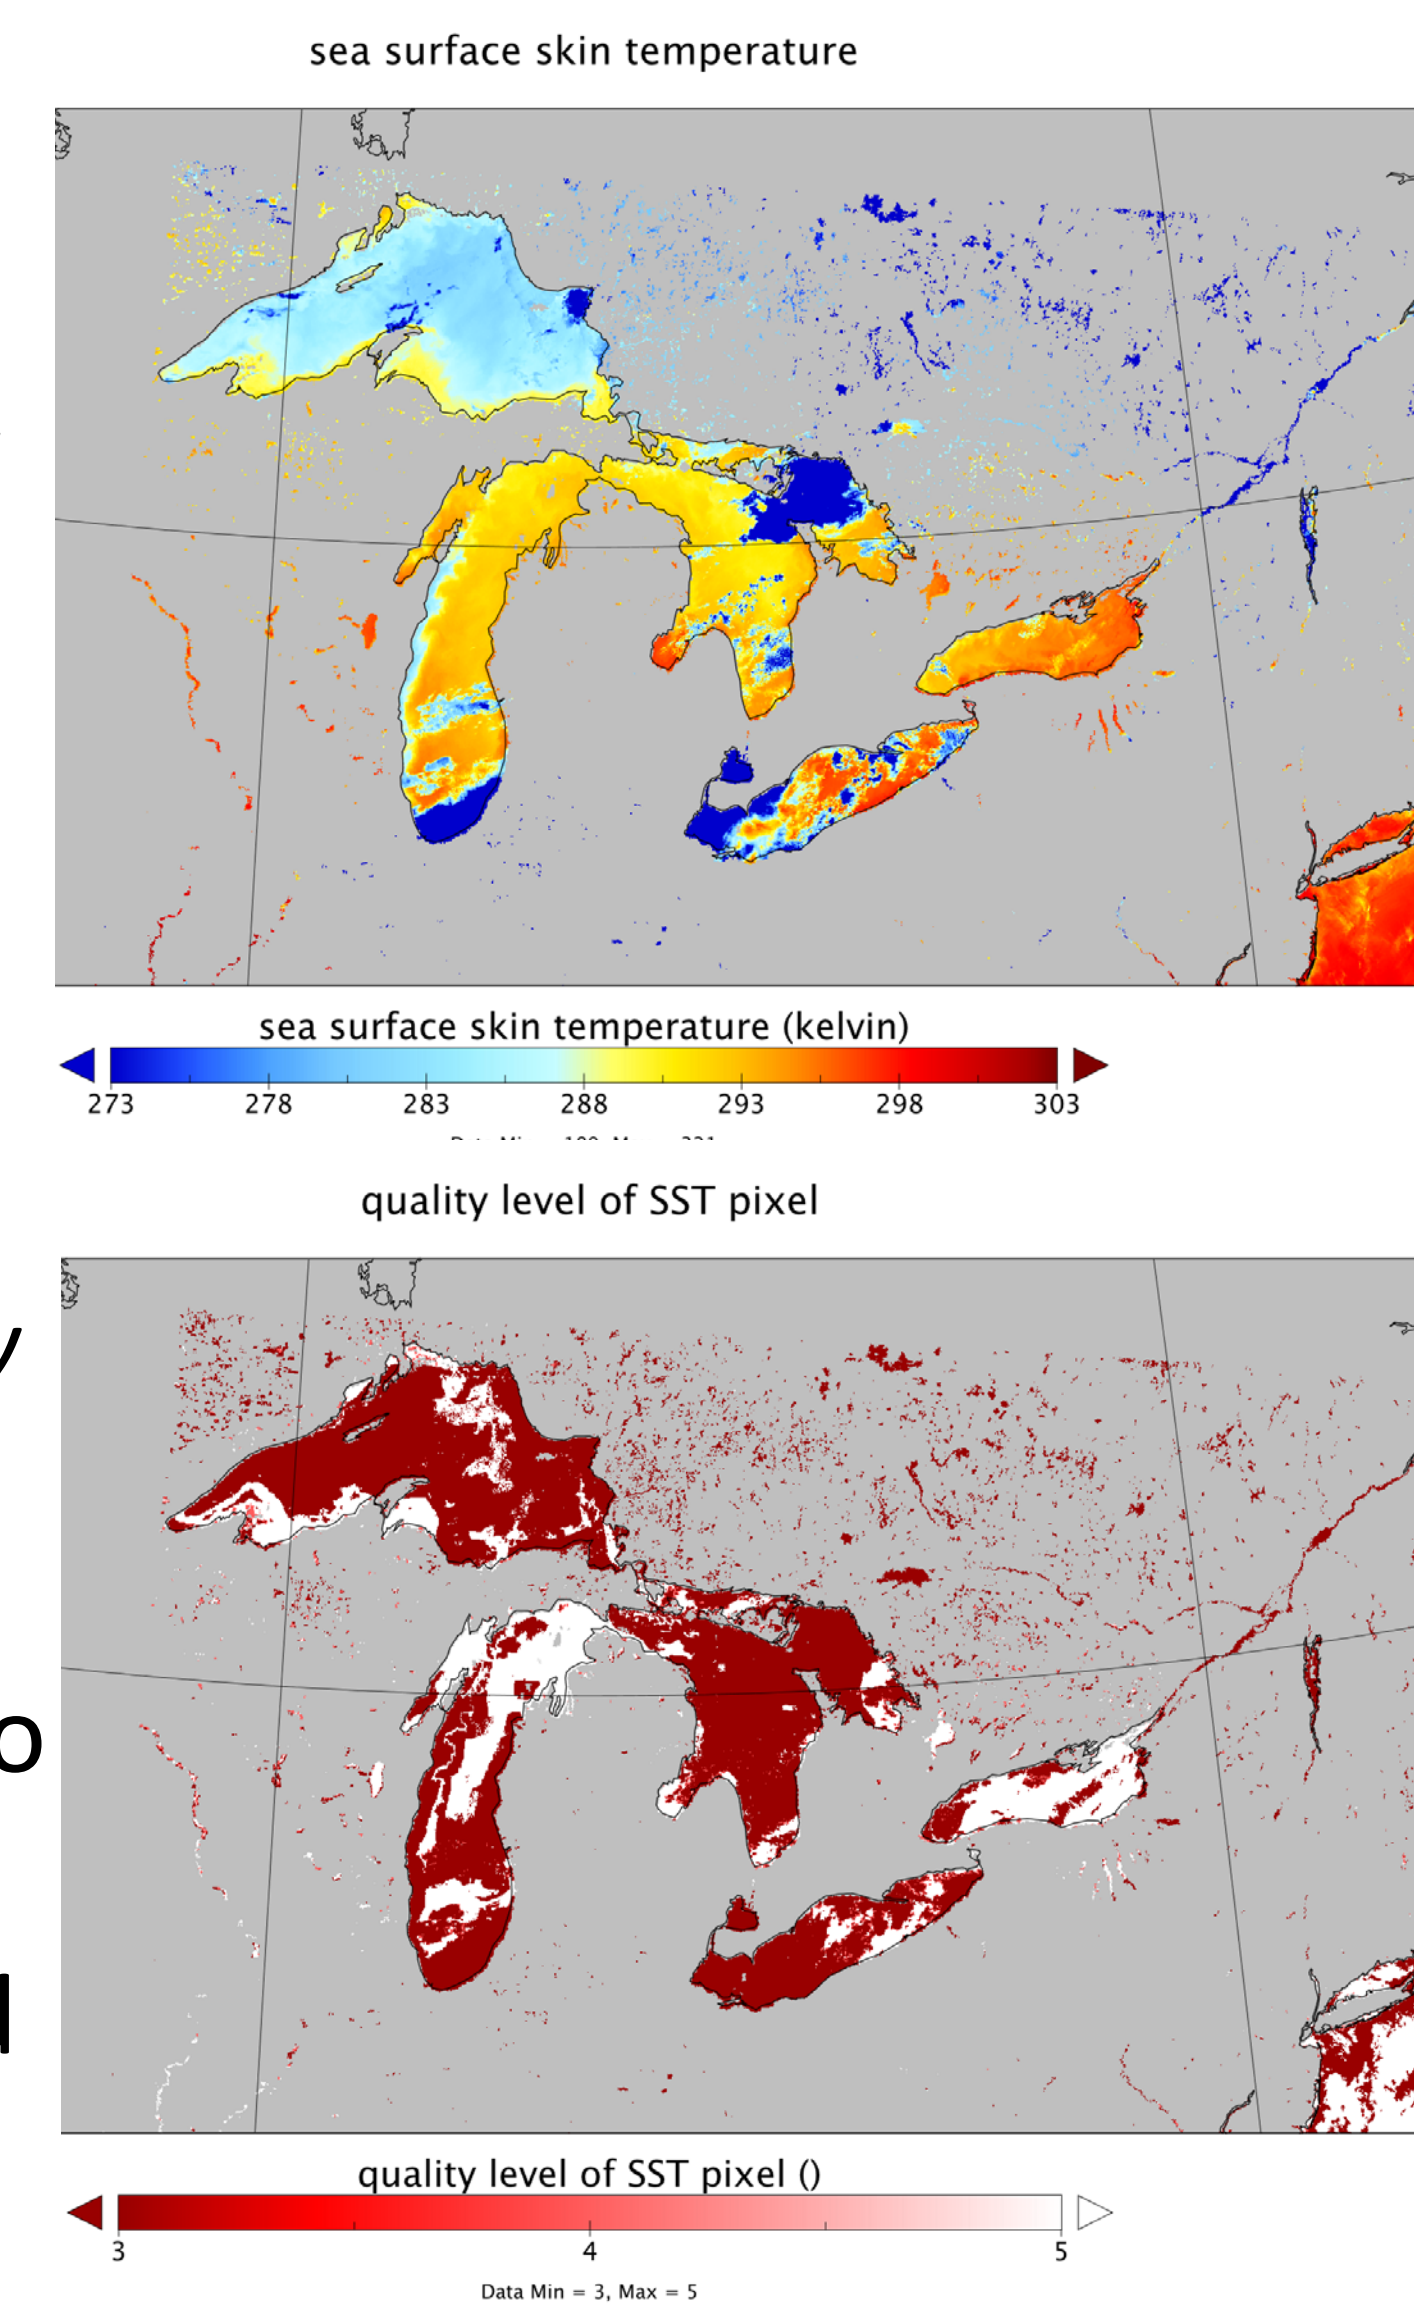 sea surface skin temperature
sea surface skin temperature (kelvin)
273 278 283 288 293 298 303
quality level of SST pixel
y
o
quality level of SST pixel ()
3 4 5
Data Min = 3, Max = 5